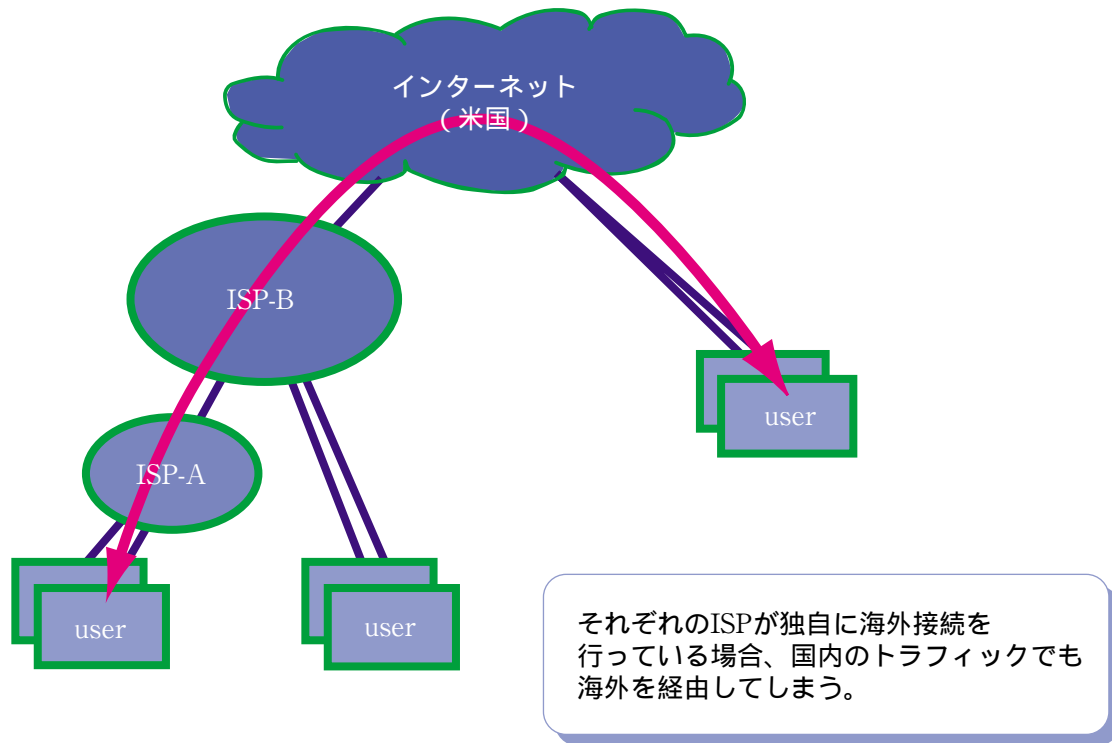 インターネット
( 米国 )
ISP-B
user
ISP-A
user
user
それぞれのISPが独自に海外接続を
行っている場合、国内のトラフィックでも
海外を経由してしまう。